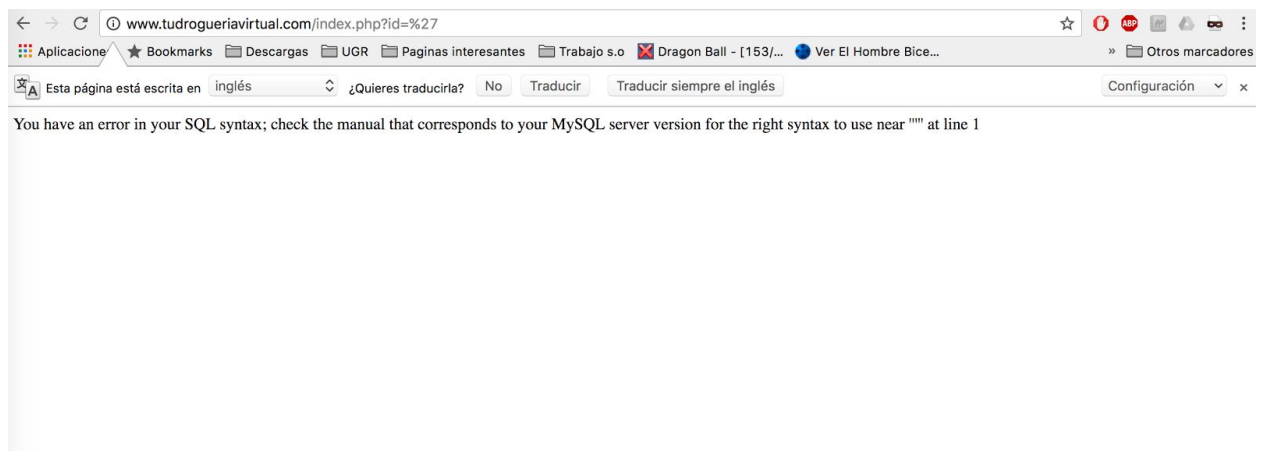 www.tudrogueriavirtual.com/index.php?id=%27
ABP
Aplicacione Bookmarks Descargas UGR Paginas interesantes Trabajo s.o Dragon Ball - [153/... Ver El Hombre Bice... » Otros marcadores
Esta página está escrita en inglés ¿Quieres traducirla? No Traducir Traducir siempre el inglés Configuración ×
You have an error in your SQL syntax; check the manual that corresponds to your MySQL server version for the right syntax to use near ''''' at line 1